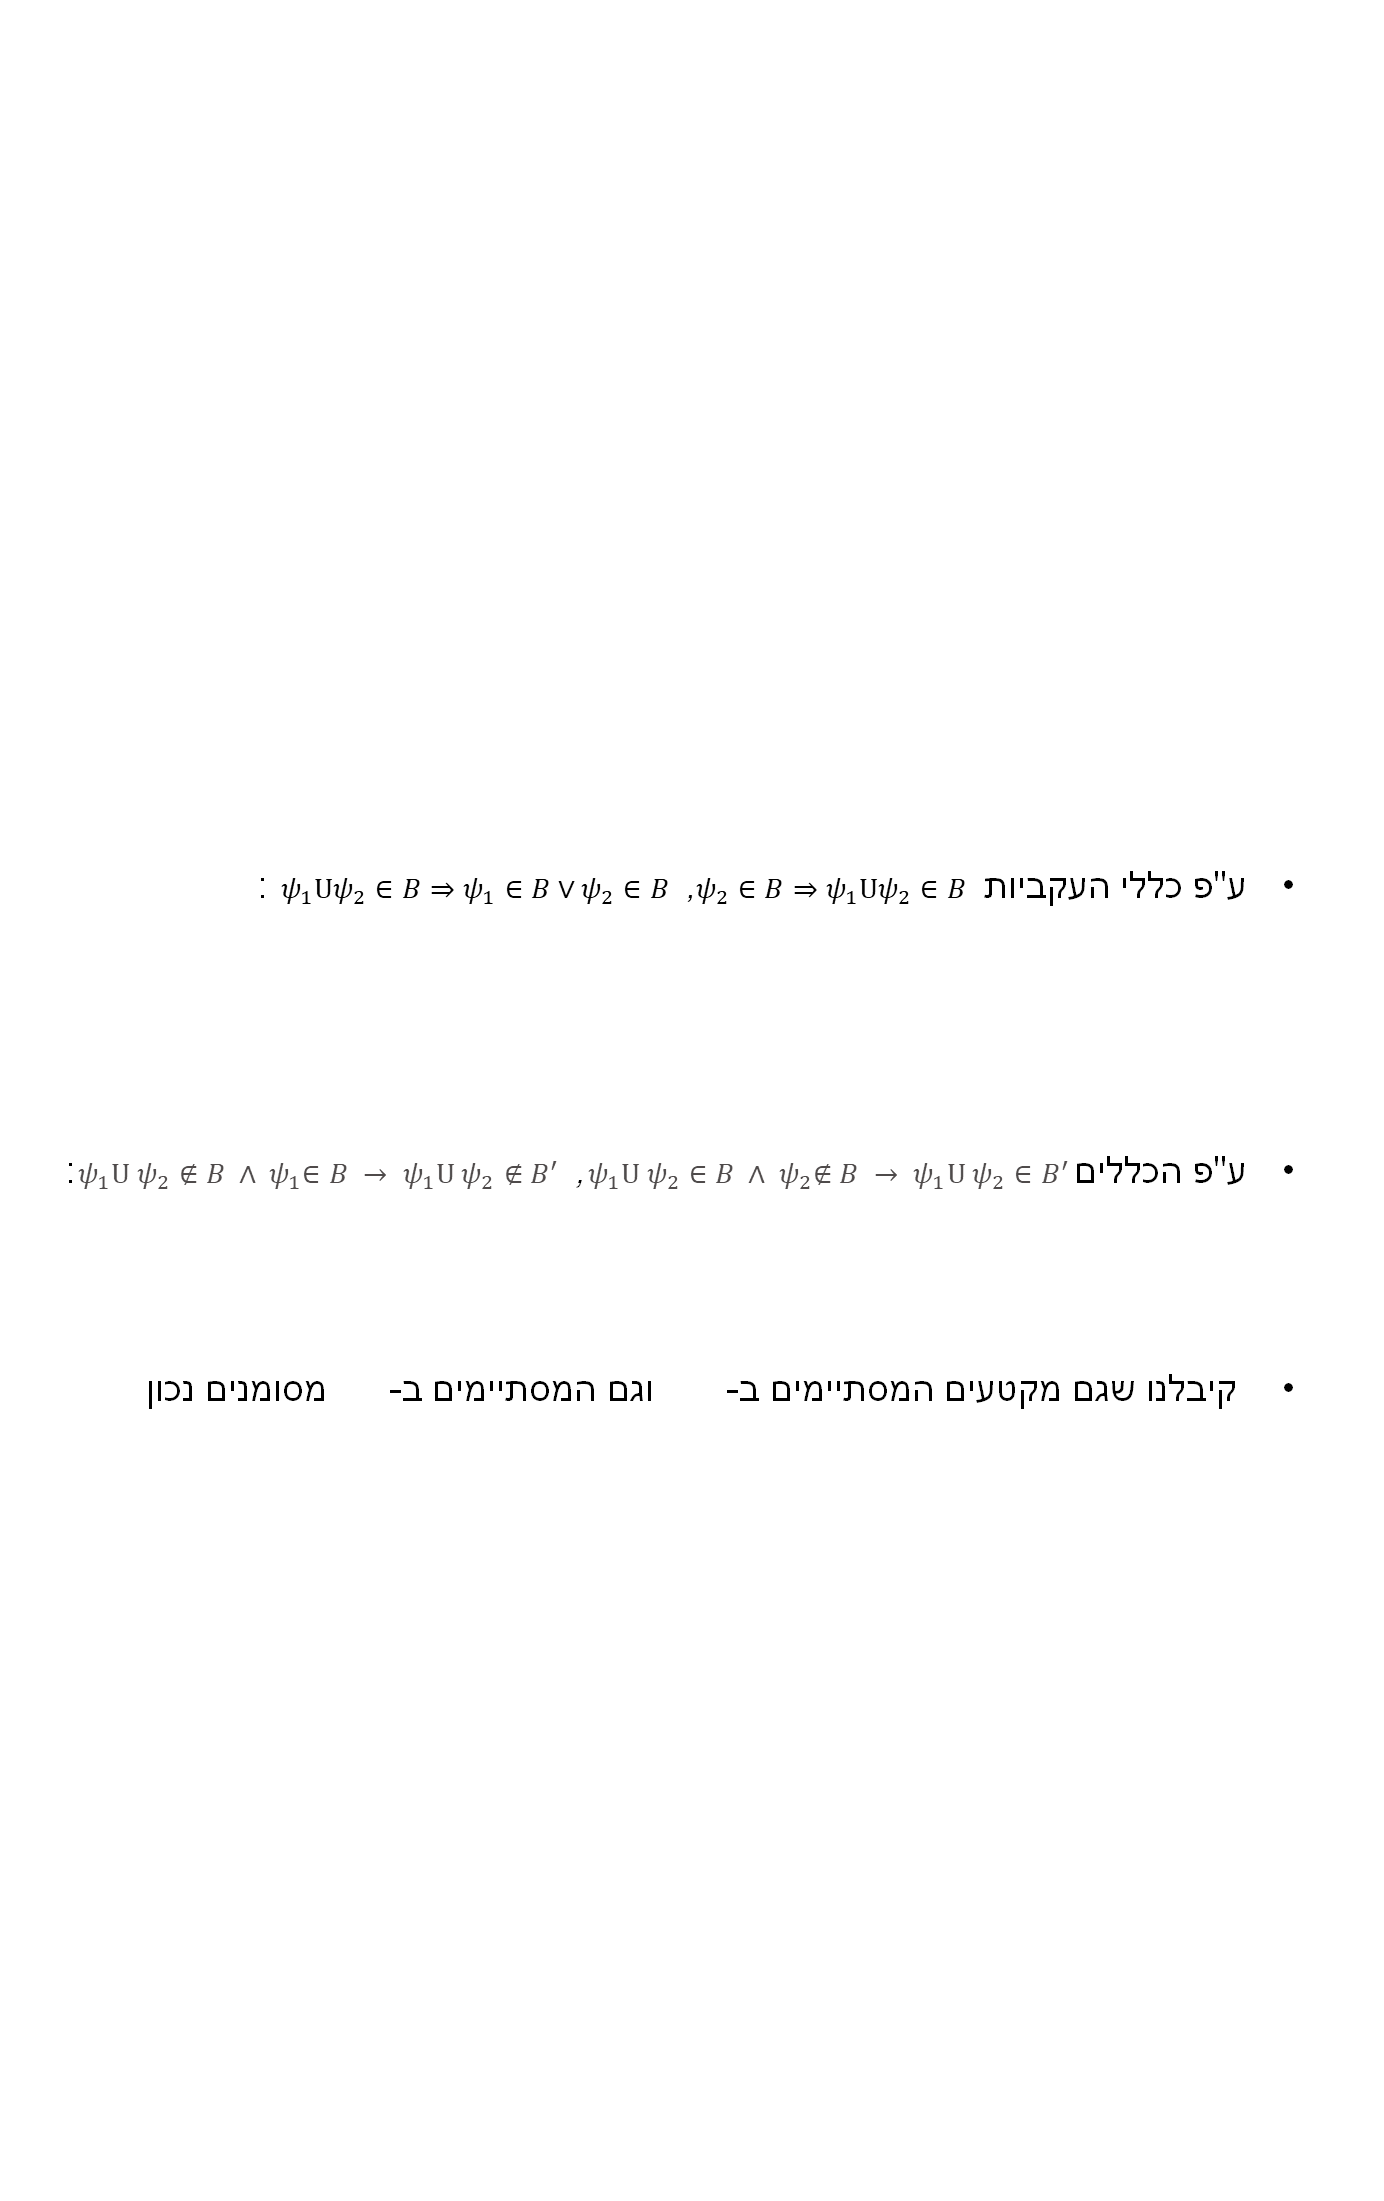 • ע"פ כללי העקביות ψ₁Uψ₂ ∈ B ⇒ ψ₁ ∈ B ∨ ψ₂ ∈ B ,ψ₂ ∈ B ⇒ ψ₁Uψ₂ ∈ B :
• ע"פ הכללים ψ₁U ψ₂ ∉ B ∧ ψ₁∈ B → ψ₁U ψ₂ ∉ B′ ,ψ₁U ψ₂ ∈ B ∧ ψ₂∉ B → ψ₁U ψ₂ ∈ B′:
• קיבלנו שגם מקטעים המסתיימים ב- וגם המסתיימים ב- מסומנים נכון